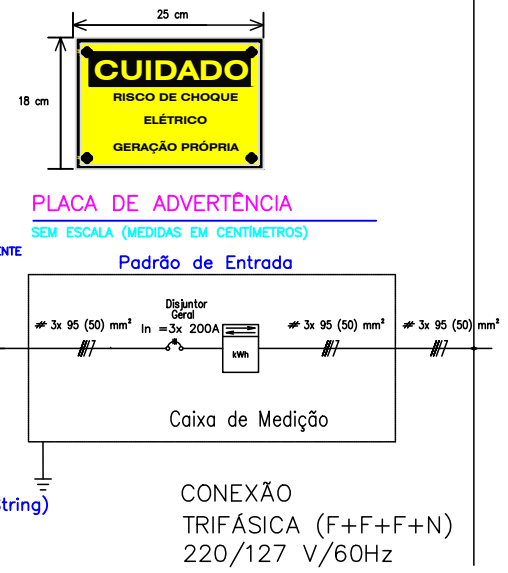 25 cm
18 cm
CUIDADO
RISCO DE CHOQUE
ELÉTRICO
GERAÇÃO PRÓPRIA
PLACA DE ADVERTÊNCIA
SEM ESCALA (MEDIDAS EM CENTÍMETROS)
ENTE
Padrão de Entrada
Disjuntor
Geral
# 3x 95 (50) mm² In =3x 200A # 3x 95 (50) mm² # 3x 95 (50) mm²
kWh
Caixa de Medição
String)
CONEXÃO
TRIFÁSICA (F+F+F+N)
220/127 V/60Hz